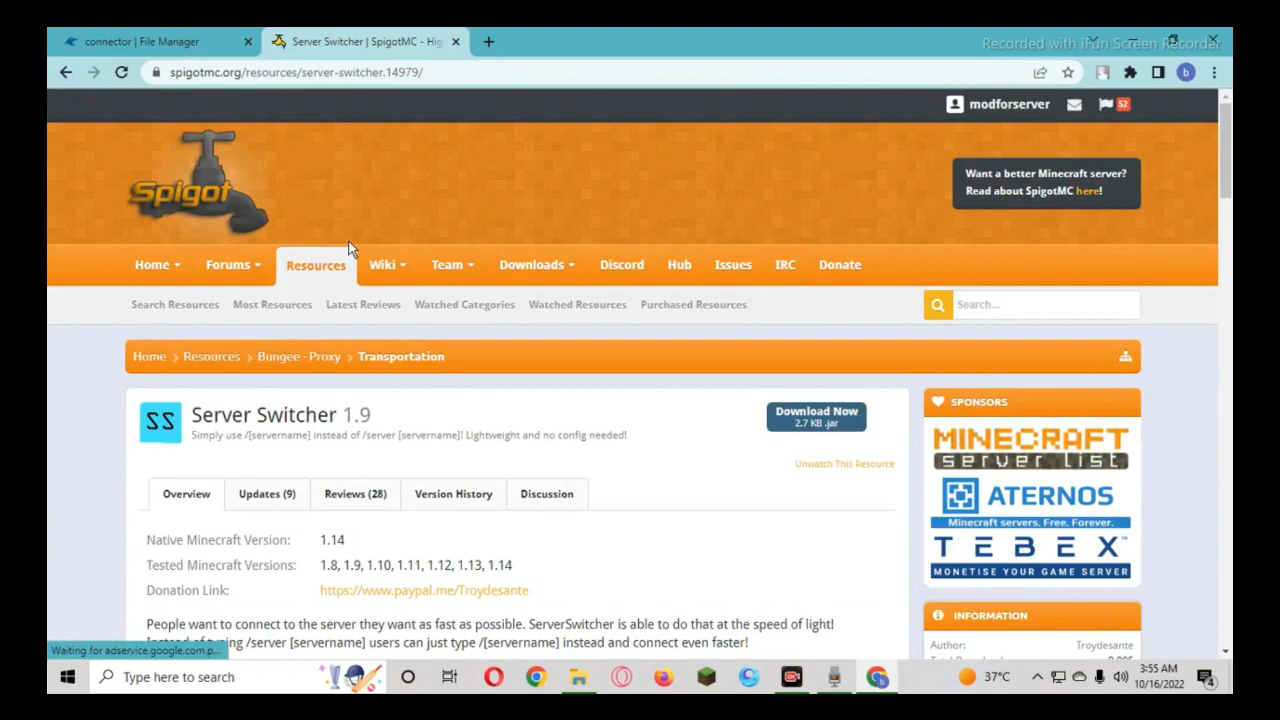 connector | File Manager
Server Switcher | SpigotMC - Hig
Recorded with iFun Screen Recorder
spigotmc.org/resources/server-switcher.14979/
b
modforserver
52
Spigot
Want a better Minecraft server?
Read about SpigotMC here!
Home Forums Resources Wiki Team Downloads Discord Hub Issues IRC Donate
Search Resources Most Resources Latest Reviews Watched Categories Watched Resources Purchased Resources
Search...
Home > Resources > Bungee - Proxy > Transportation
SS
Server Switcher 1.9
Simply use /[servername] instead of /server [servername]! Lightweight and no config needed!
Download Now
2.7 KB .jar
Unwatch This Resource
Overview Updates (9) Reviews (28) Version History Discussion
Native Minecraft Version: 1.14
Tested Minecraft Versions: 1.8, 1.9, 1.10, 1.11, 1.12, 1.13, 1.14
Donation Link: https://www.paypal.me/Troydesante
People want to connect to the server they want as fast as possible. ServerSwitcher is able to do that at the speed of light!
Instead of typing /server [servername] users can just type /[servername] instead and connect even faster!
SPONSORS
MINECRAFT
server list
ATERNOS
Minecraft servers. Free. Forever.
TEBEX™
MONETISE YOUR GAME SERVER
INFORMATION
Author: Troydesante
Waiting for adservice.google.com.p...
Type here to search
37°C
3:55 AM
10/16/2022
4